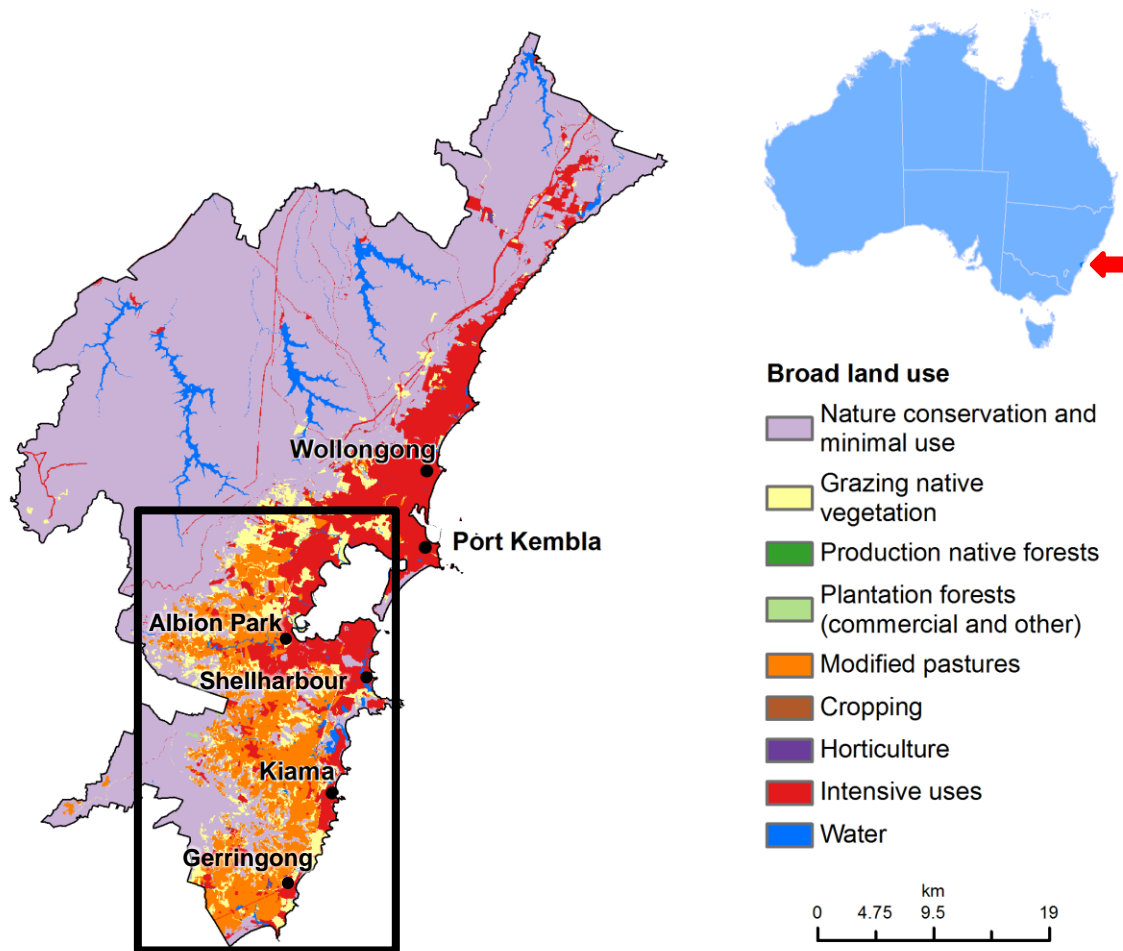 Wollongong
Port Kembla
Albion Park
Shellharbour
Kiama
Gerringong
Broad land use
Nature conservation and
minimal use
Grazing native
vegetation
Production native forests
Plantation forests
(commercial and other)
Modified pastures
Cropping
Horticulture
Intensive uses
Water
km
0 4.75 9.5 19